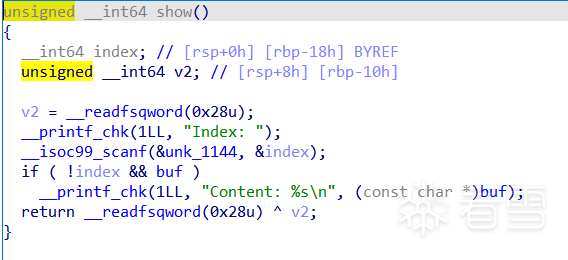 unsigned __int64 show()
{
  __int64 index; // [rsp+0h] [rbp-18h] BYREF
  unsigned __int64 v2; // [rsp+8h] [rbp-10h]

  v2 = __readfsqword(0x28u);
  __printf_chk(1LL, "Index: ");
  __isoc99_scanf(&unk_1144, &index);
  if ( !index && buf )
    __printf_chk(1LL, "Content: %s\n", (const char *)buf);
  return __readfsqword(0x28u) ^ v2;
}
看雪